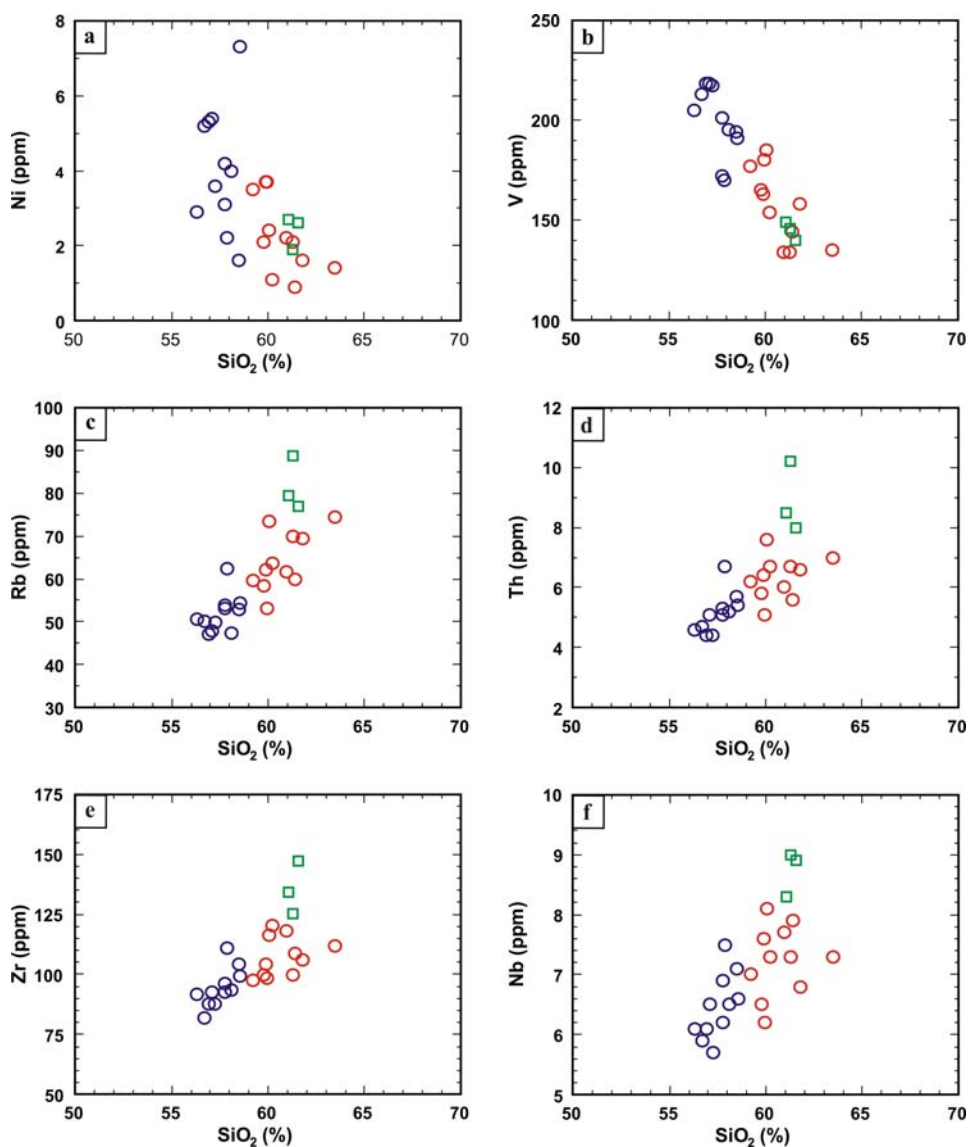 a
8
6
4
2
0
Ni (ppm)
50 55 60 65 70
SiO₂ (%)
b
250
200
150
100
V (ppm)
50 55 60 65 70
SiO₂ (%)
c
100
90
80
70
60
50
40
30
Rb (ppm)
50 55 60 65 70
SiO₂ (%)
d
12
10
8
6
4
2
Th (ppm)
50 55 60 65 70
SiO₂ (%)
e
175
150
125
100
75
50
Zr (ppm)
50 55 60 65 70
SiO₂ (%)
f
10
9
8
7
6
5
Nb (ppm)
50 55 60 65 70
SiO₂ (%)